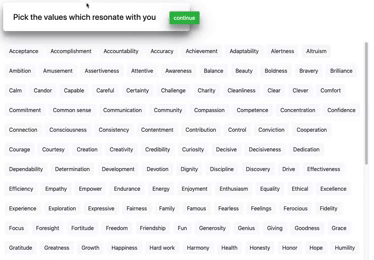 Pick the values which resonate with you continue
Acceptance Accomplishment Accountability Accuracy Achievement Adaptability Alertness Altruism
Ambition Amusement Assertiveness Attentive Awareness Balance Beauty Boldness Bravery Brilliance
Calm Candor Capable Careful Certainty Challenge Charity Cleanliness Clear Clever Comfort
Commitment Common sense Communication Community Compassion Competence Concentration Confidence
Connection Consciousness Consistency Contentment Contribution Control Conviction Cooperation
Courage Courtesy Creation Creativity Credibility Curiosity Decisive Decisiveness Dedication
Dependability Determination Development Devotion Dignity Discipline Discovery Drive Effectiveness
Efficiency Empathy Empower Endurance Energy Enjoyment Enthusiasm Equality Ethical Excellence
Experience Exploration Expressive Fairness Family Famous Fearless Feelings Ferocious Fidelity
Focus Foresight Fortitude Freedom Friendship Fun Generosity Genius Giving Goodness Grace
Gratitude Greatness Growth Happiness Hard work Harmony Health Honesty Honor Hope Humility